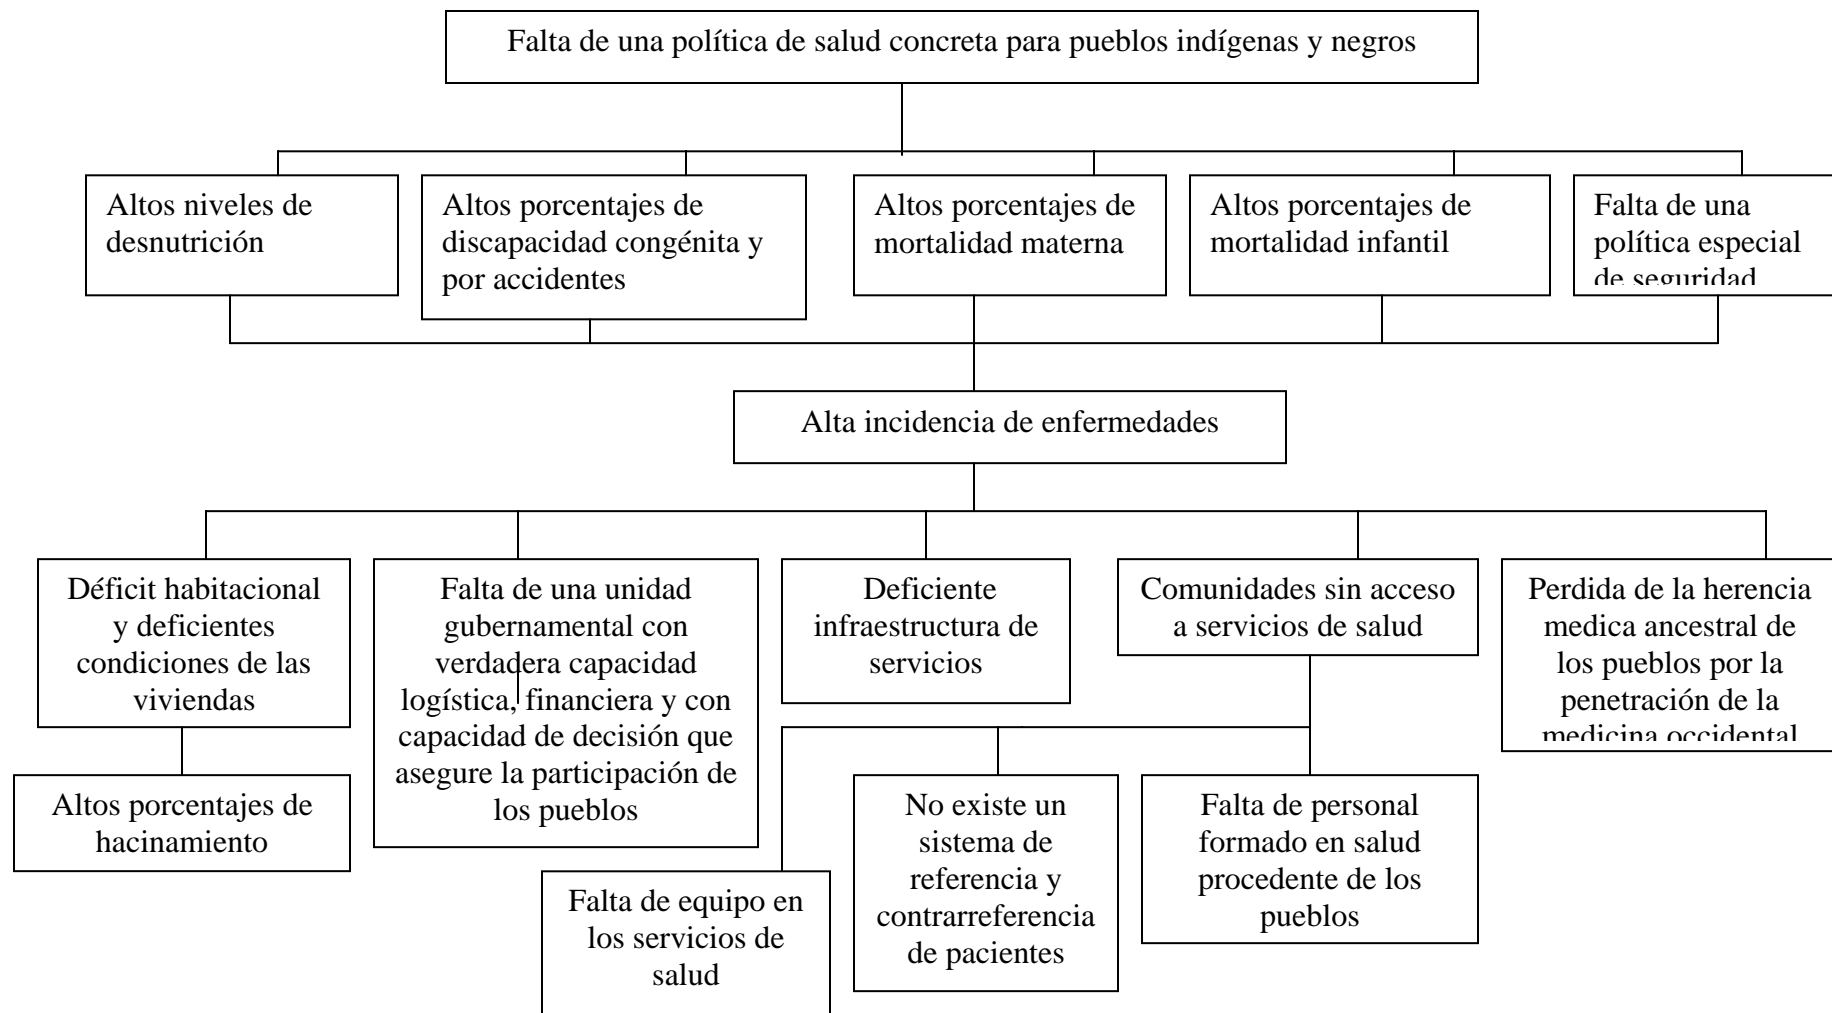 Falta de una política de salud concreta para pueblos indígenas y negros
Altos niveles de
desnutrición
Altos porcentajes de
discapacidad congénita y
por accidentes
Altos porcentajes de
mortalidad materna
Altos porcentajes de
mortalidad infantil
Falta de una
política especial
de seguridad
Alta incidencia de enfermedades
Déficit habitacional
y deficientes
condiciones de las
viviendas
Falta de una unidad
gubernamental con
verdadera capacidad
logística, financiera y con
capacidad de decisión que
asegure la participación de
los pueblos
Deficiente
infraestructura de
servicios
Comunidades sin acceso
a servicios de salud
Perdida de la herencia
medica ancestral de
los pueblos por la
penetración de la
medicina occidental
Altos porcentajes de
hacinamiento
Falta de equipo en
los servicios de
salud
No existe un
sistema de
referencia y
contrarreferencia
de pacientes
Falta de personal
formado en salud
procedente de los
pueblos